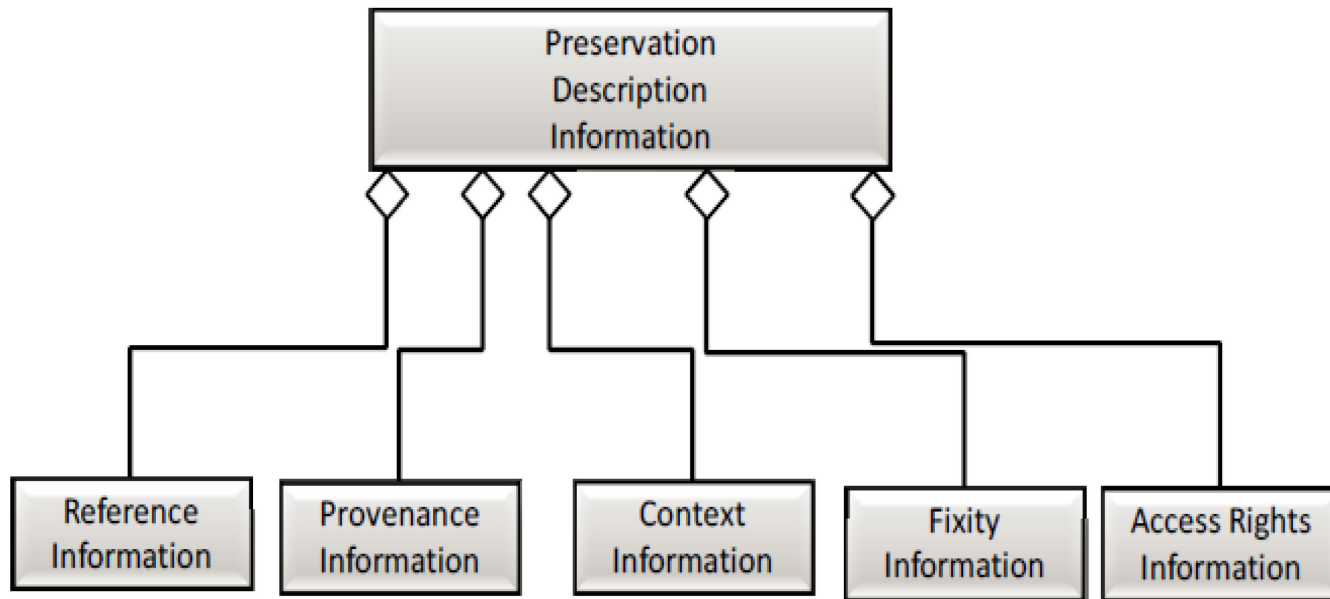 Preservation
Description
Information
Reference
Information
Provenance
Information
Context
Information
Fixity
Information
Access Rights
Information